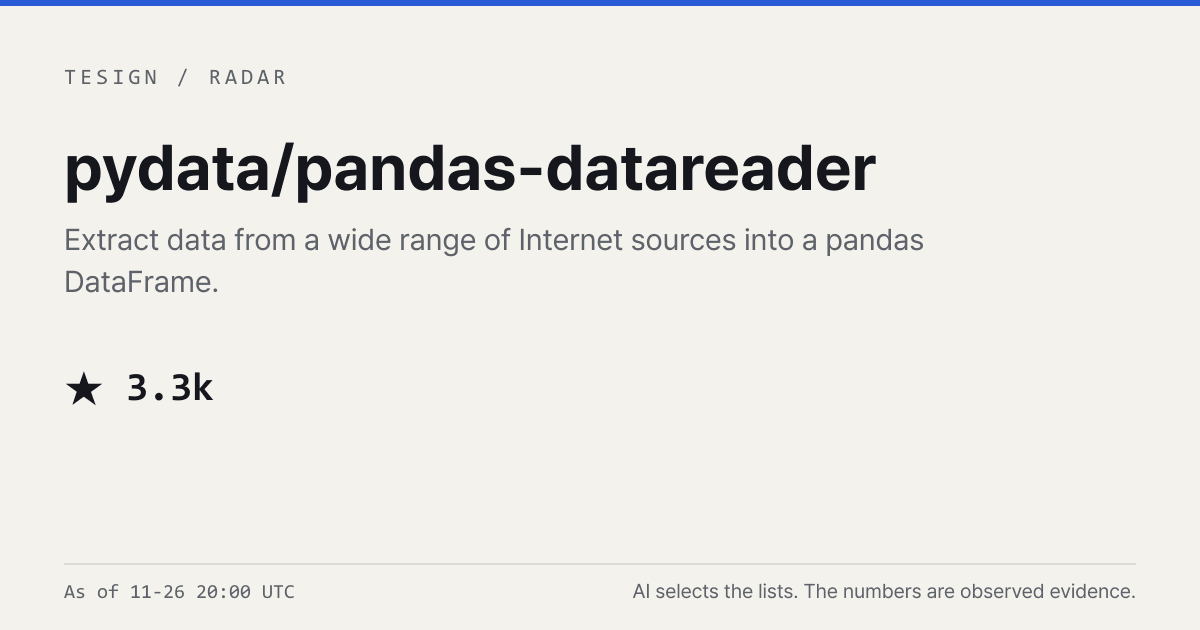 TESIGN / RADAR
pydata/pandas-datareader
Extract data from a wide range of Internet sources into a pandas
DataFrame.
★ 3.3k
As of 11-26 20:00 UTC
AI selects the lists. The numbers are observed evidence.